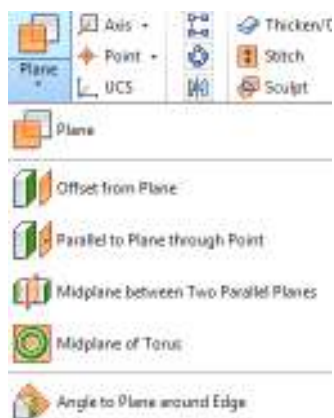 Axis
Thicken/O
Plane
Point
Stitch
UCS
Sculpt
Plane
Offset from Plane
Parallel to Plane through Point
Midplane between Two Parallel Planes
Midplane of Torus
Angle to Plane around Edge